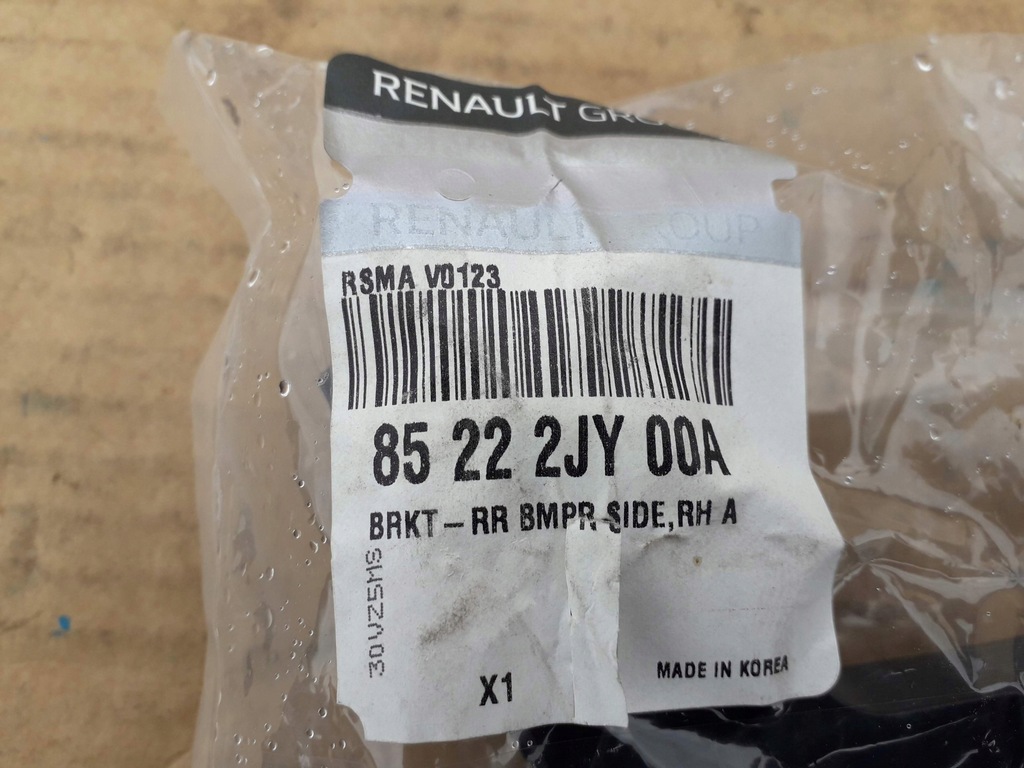 RENAULT GROUP
RENAULT GROUP
RSMA V0123
85 22 2JY 00A
BRKT-RR BMPR SIDE,RH A
30VZ5MS
X1
MADE IN KOREA